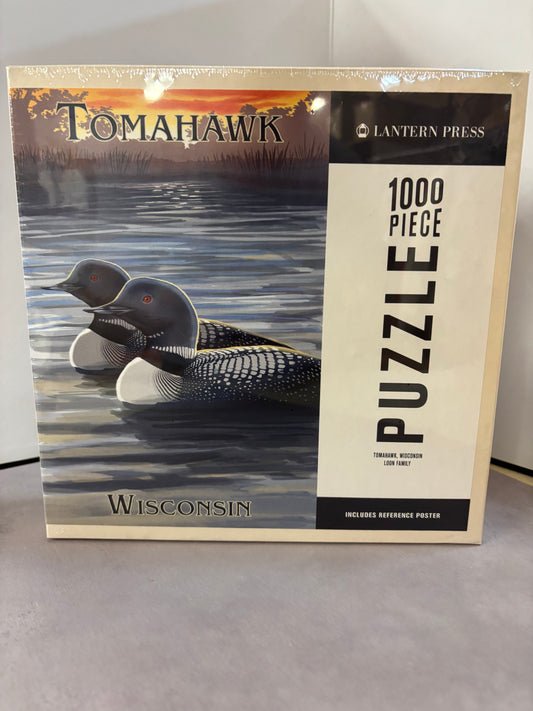 TOMAHAWK
WISCONSIN
LANTERN PRESS
1000
PIECE
PUZZLE
TOMAHAWK, WISCONSIN
LOON FAMILY
INCLUDES REFERENCE POSTER